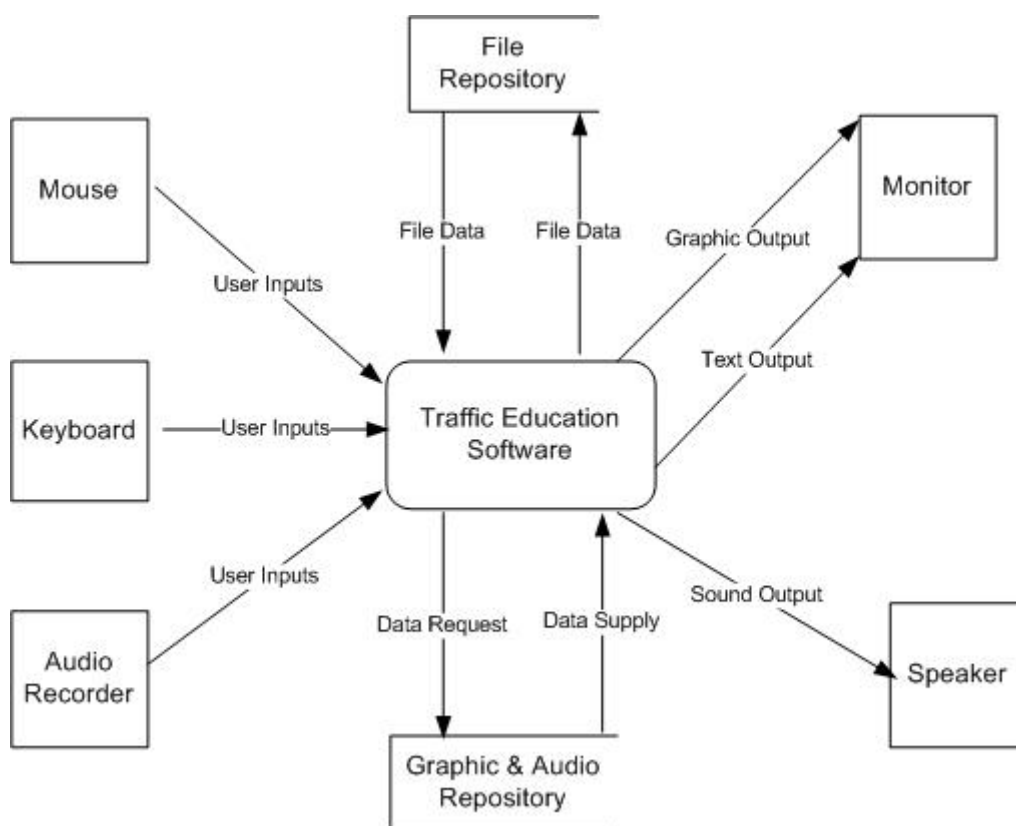 File
Repository
Mouse
Monitor
File Data
File Data
Graphic Output
User Inputs
Text Output
Keyboard
User Inputs
Traffic Education
Software
User Inputs
Sound Output
Data Request
Data Supply
Audio
Recorder
Speaker
Graphic & Audio
Repository